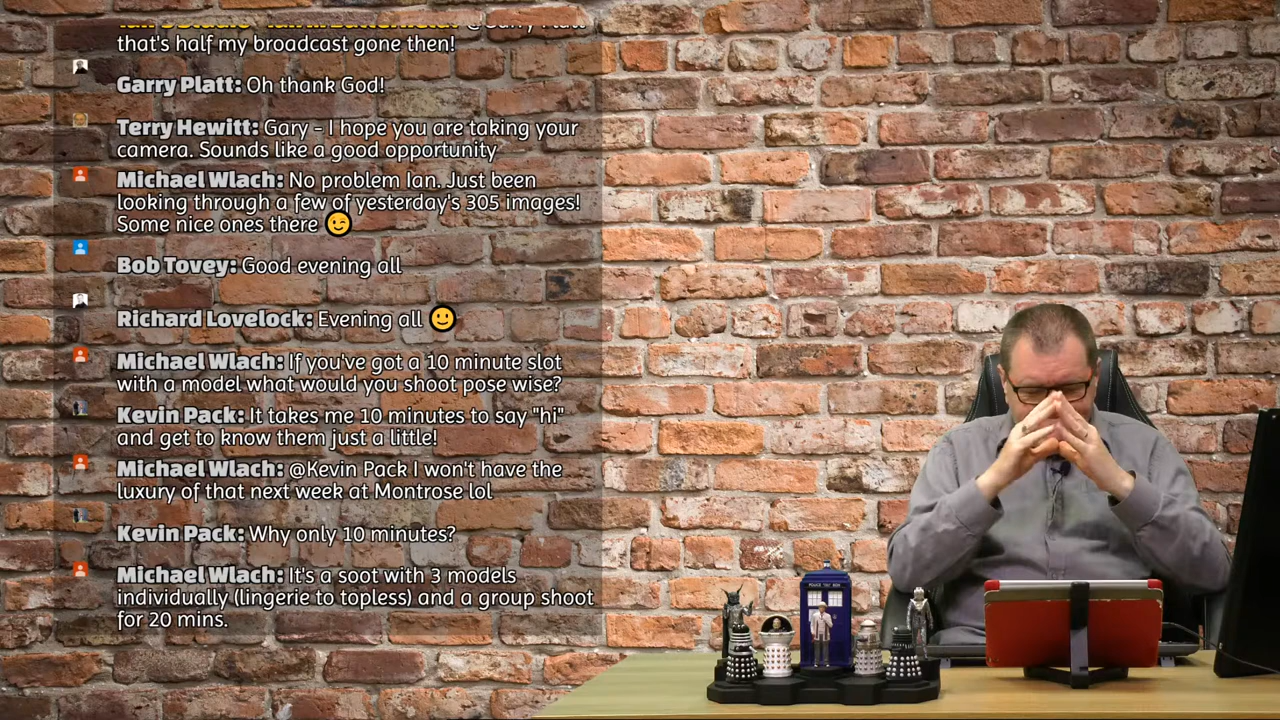 that's half my broadcast gone then!
Garry Platt: Oh thank God!
Terry Hewitt: Gary - I hope you are taking your
camera. Sounds like a good opportunity
Michael Wlach: No problem Ian. Just been
looking through a few of yesterday's 305 images!
Some nice ones there 😉
Bob Tovey: Good evening all
Richard Lovelock: Evening all 🙂
Michael Wlach: If you've got a 10 minute slot
with a model what would you shoot pose wise?
Kevin Pack: It takes me 10 minutes to say "hi"
and get to know them just a little!
Michael Wlach: @Kevin Pack I won't have the
luxury of that next week at Montrose lol
Kevin Pack: Why only 10 minutes?
Michael Wlach: It's a soot with 3 models
individually (lingerie to topless) and a group shoot
for 20 mins.
POLICE BOX